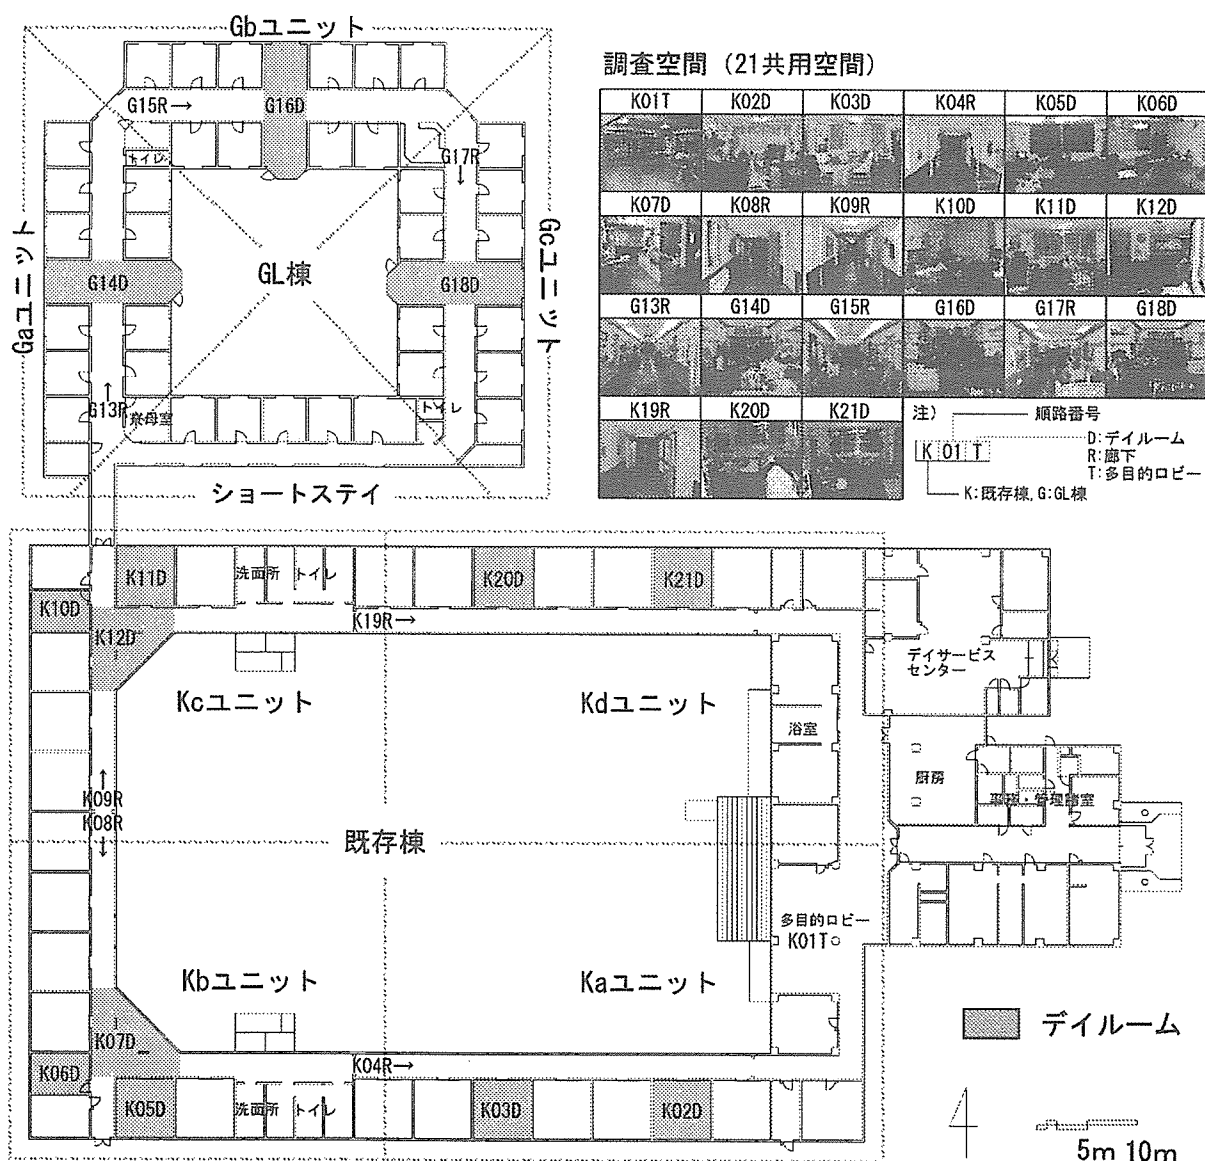 Gbユニット
G15R→
G16D
トイレ
G17R
↓
Gaユニット
G14D
GL棟
G18D
Gcユニット
↑
G13R
寮母室
トイレ
ショートステイ
調査空間（21共用空間）
K01T K02D K03D K04R K05D K06D
K07D K08R K09R K10D K11D K12D
G13R G14D G15R G16D G17R G18D
K19R K20D K21D
注）
順路番号
K 01 T
D:デイルーム
R:廊下
T:多目的ロビー
K:既存棟, G:GL棟
K11D
洗面所
トイレ
K20D
K21D
K10D
K12D
K19R→
デイサービス
センター
Kcユニット
Kdユニット
浴室
厨房
事務・管理諸室
↑
K09R
K08R
↓
既存棟
多目的ロビー
K01T
Kbユニット
Kaユニット
デイルーム
K07D
K06D
K04R→
K05D
洗面所
トイレ
K03D
K02D
5m 10m